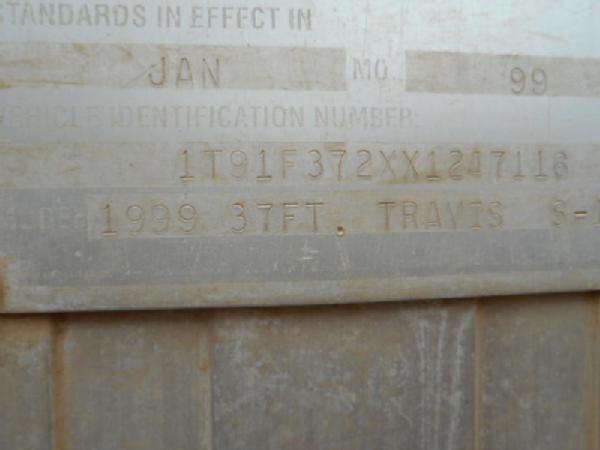 STANDARDS IN EFFECT IN
JAN MO. 99
VEHICLE IDENTIFICATION NUMBER:
1T91F372XX1247116
1999 37FT. TRAVIS S-